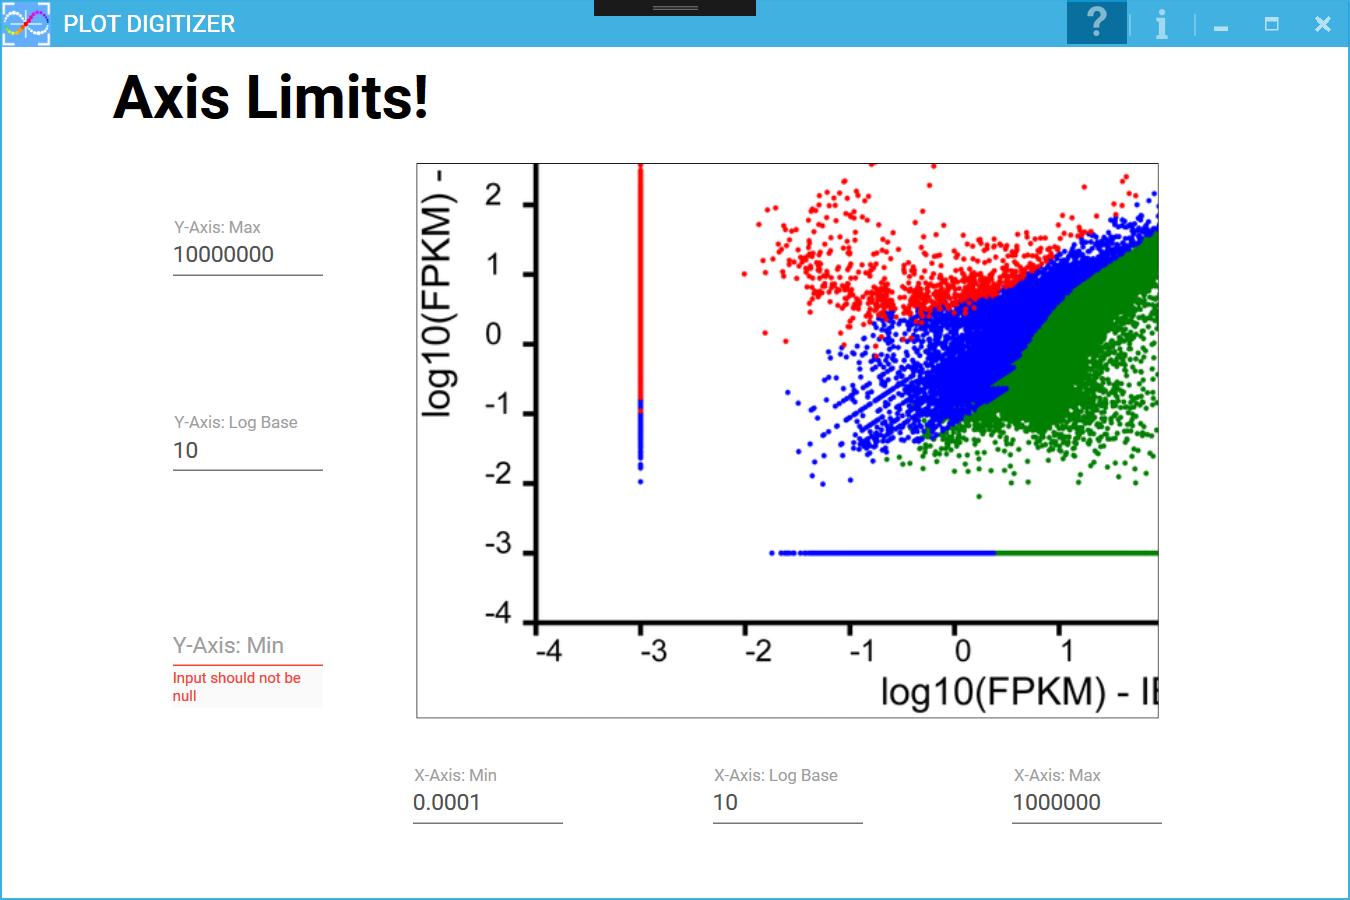 PLOT DIGITIZER
? i
Axis Limits!
Y-Axis: Max
10000000
Y-Axis: Log Base
10
Y-Axis: Min
Input should not be
null
log10(FPKM) -
2
1
0
-1
-2
-3
-4
-4 -3 -2 -1 0 1
log10(FPKM) -
X-Axis: Min
0.0001
X-Axis: Log Base
10
X-Axis: Max
1000000